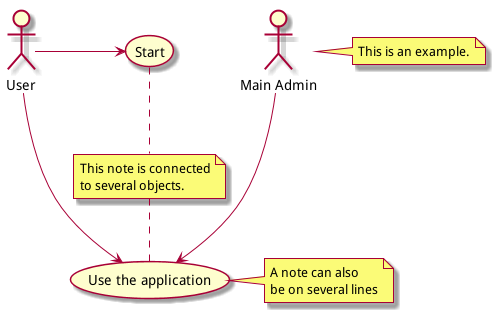 Start
This is an example.
User
Main Admin
This note is connected
to several objects.
Use the application
A note can also
be on several lines